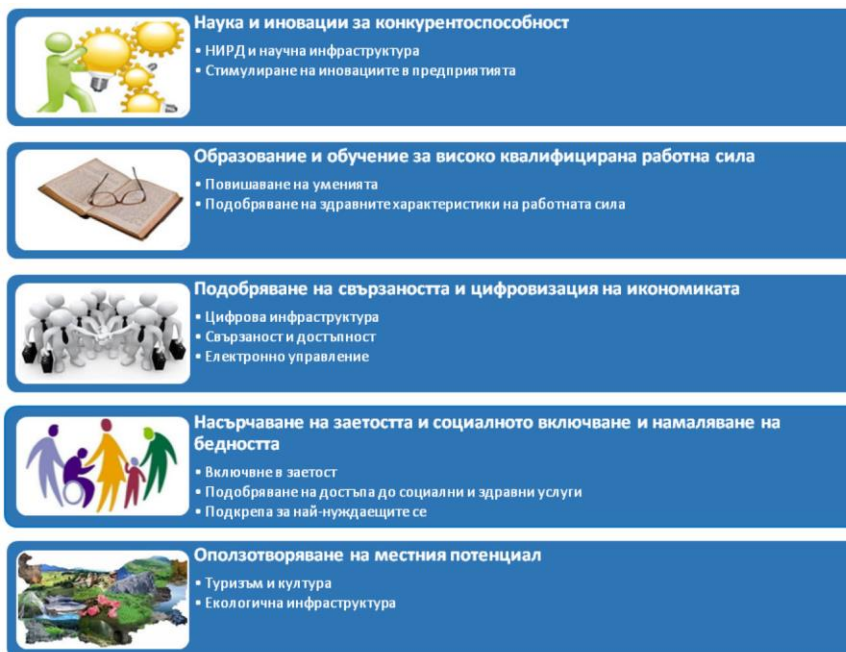 Наука и иновации за конкурентоспособност
• НИРД и научна инфраструктура
• Стимулиране на иновациите в предприятията
Образование и обучение за високо квалифицирана работна сила
• Повишаване на уменията
• Подобряване на здравните характеристики на работната сила
Подобряване на свързаността и цифровизация на икономиката
• Цифрова инфраструктура
• Свързаност и достъпност
• Електронно управление
Насърчаване на заетостта и социалното включване и намаляване на
бедността
• Включвне в заетост
• Подобряване на достъпа до социални и здравни услуги
• Подкрепа за най-нуждаещите се
Оползотворяване на местния потенциал
• Туризъм и култура
• Екологична инфраструктура